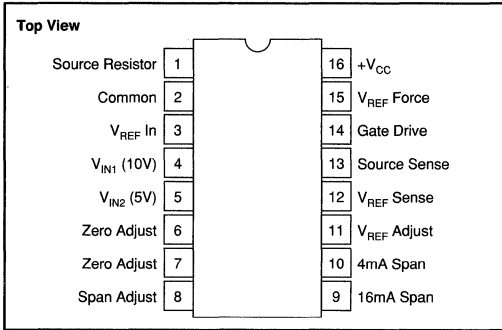 Top View
Source Resistor 1 16 +V_CC
Common 2 15 V_REF Force
V_REF In 3 14 Gate Drive
V_IN1 (10V) 4 13 Source Sense
V_IN2 (5V) 5 12 V_REF Sense
Zero Adjust 6 11 V_REF Adjust
Zero Adjust 7 10 4mA Span
Span Adjust 8 9 16mA Span